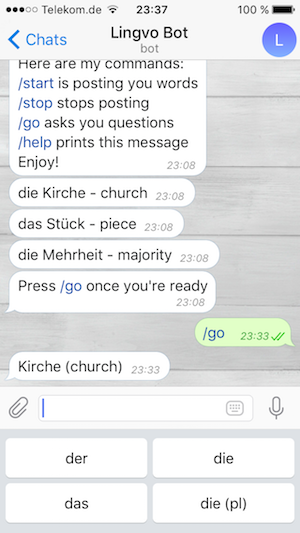 Telekom.de 23:37 100 %
Chats Lingvo Bot L
bot
Here are my commands:
/start is posting you words
/stop stops posting
/go asks you questions
/help prints this message
Enjoy! 23:08
die Kirche - church 23:08
das Stück - piece 23:08
die Mehrheit - majority 23:08
Press /go once you're ready
23:08
/go 23:33
Kirche (church) 23:33
der die
das die (pl)